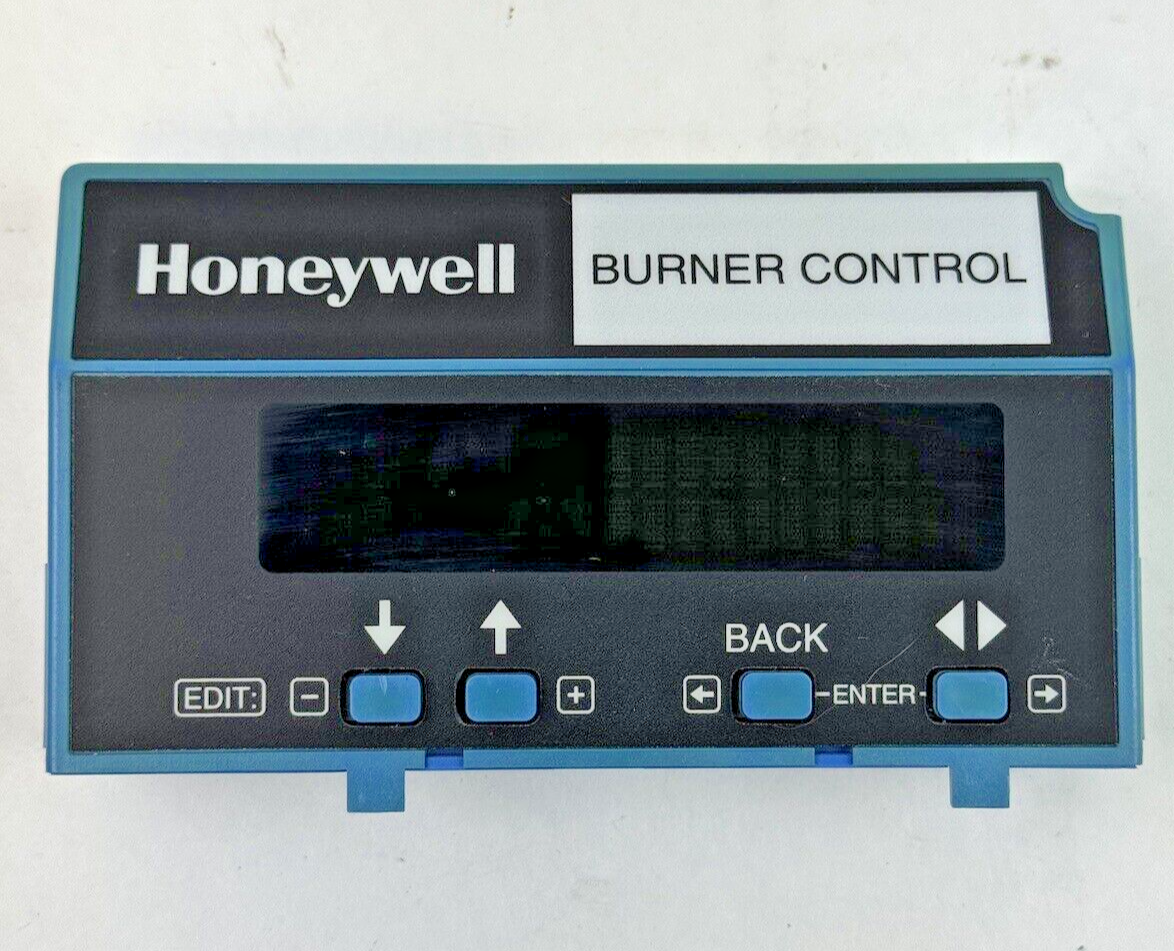 Honeywell
BURNER CONTROL
BACK
EDIT: - + ENTER